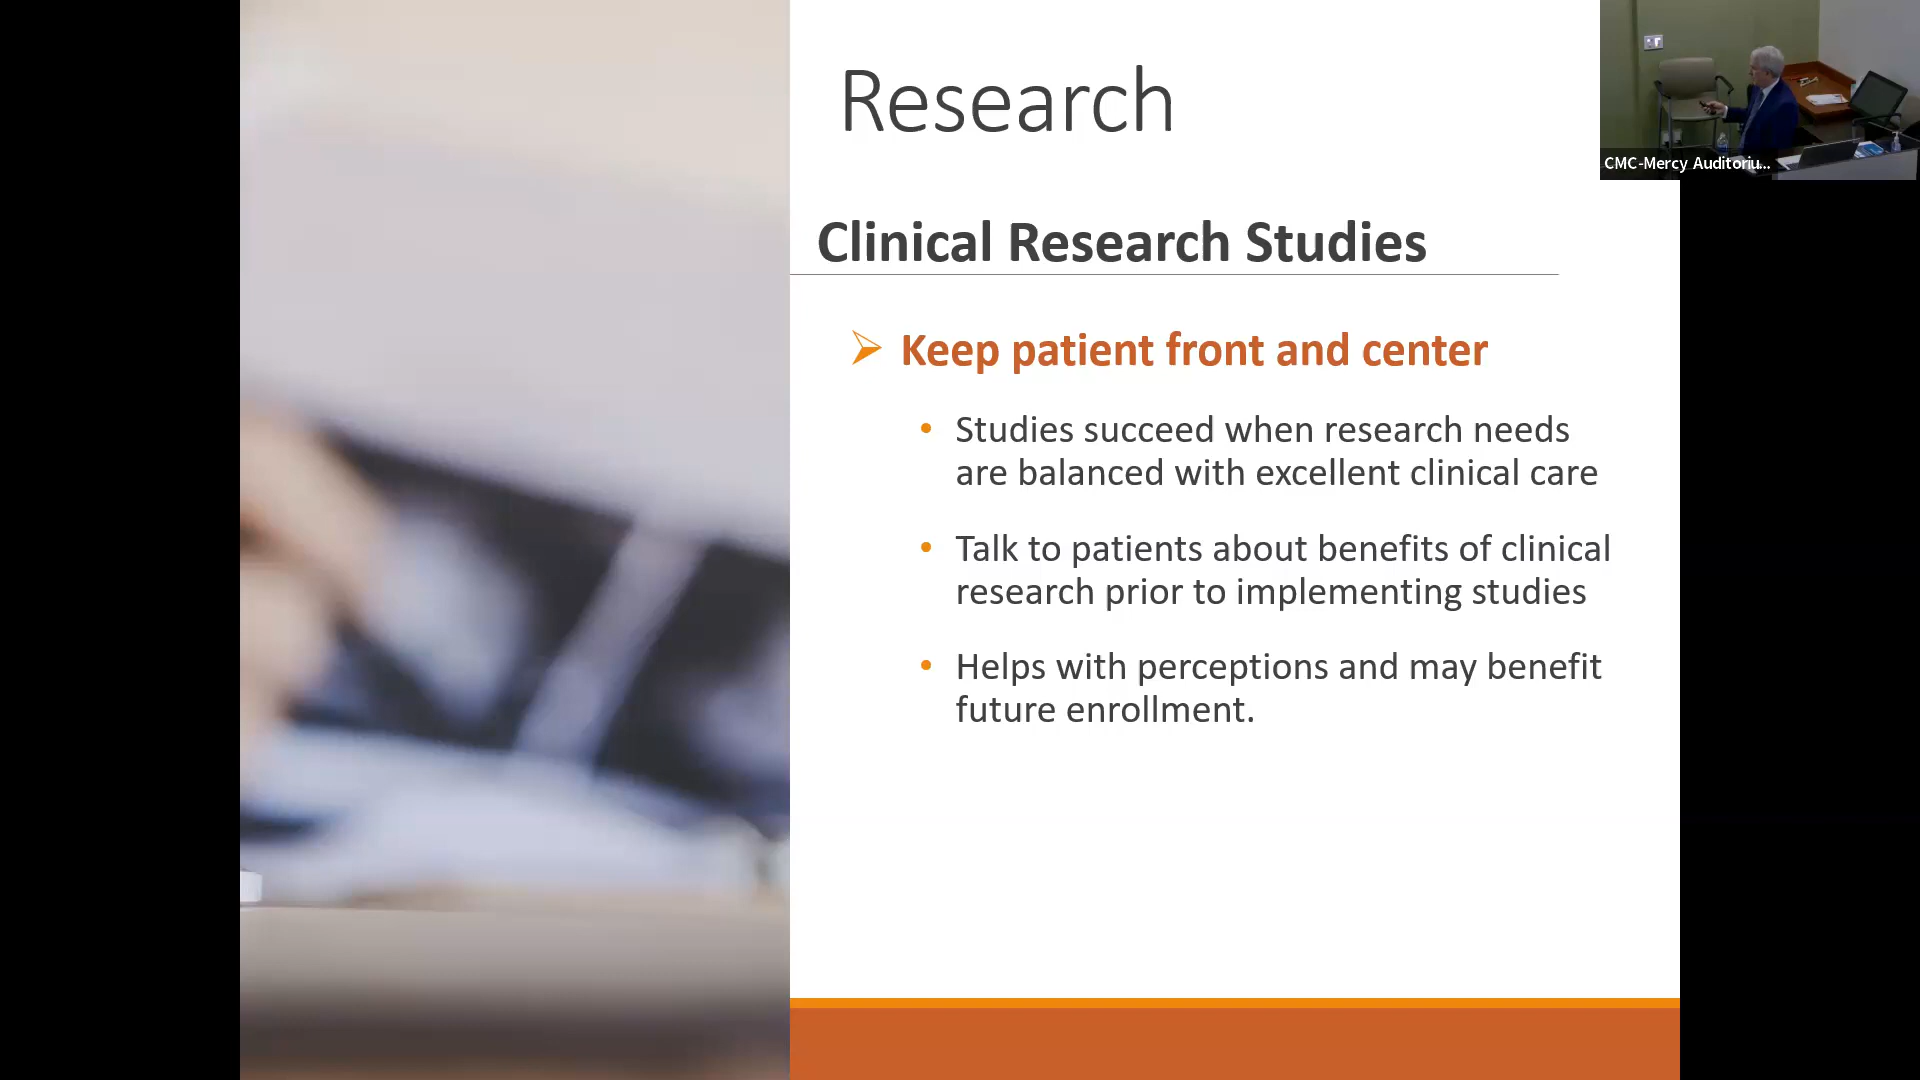 Research
CMC-Mercy Auditoriu...
Clinical Research Studies
Keep patient front and center
Studies succeed when research needs
are balanced with excellent clinical care
Talk to patients about benefits of clinical
research prior to implementing studies
Helps with perceptions and may benefit
future enrollment.